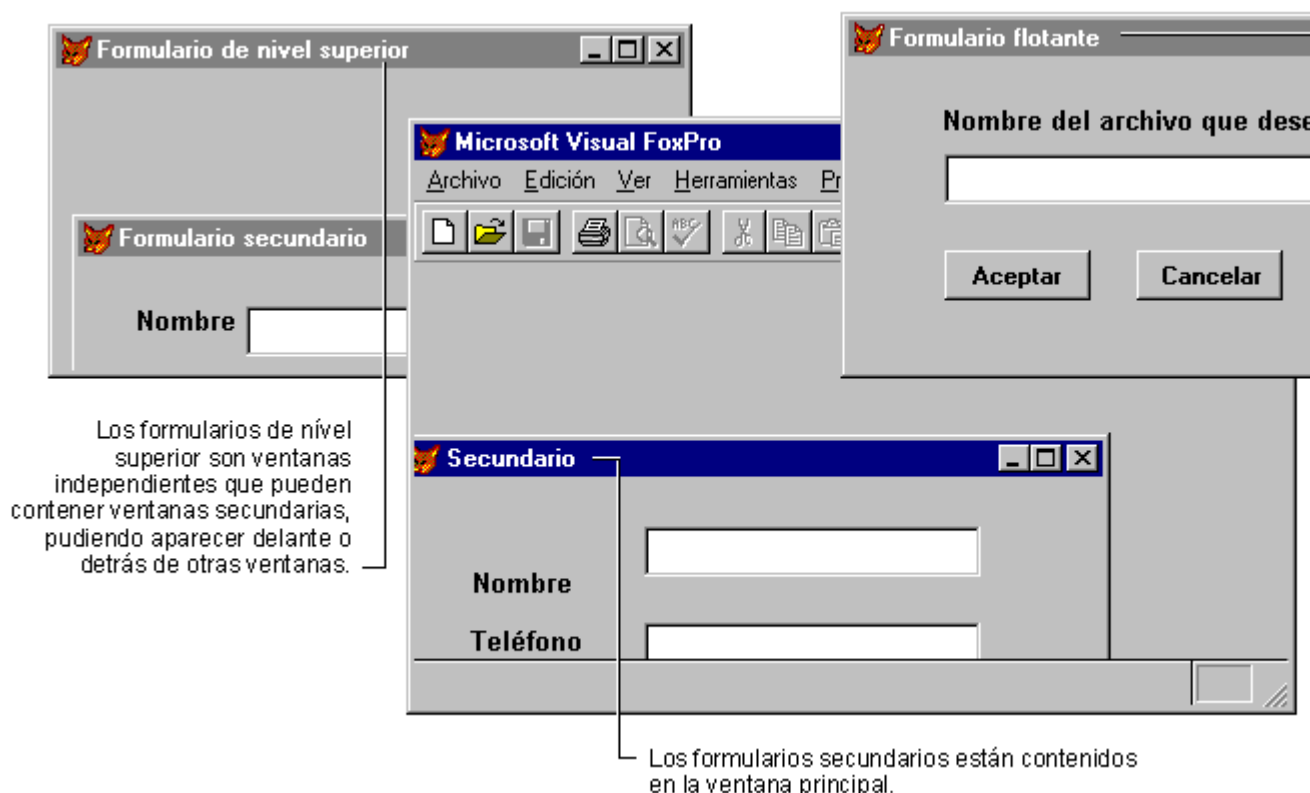 Formulario de nivel superior
Formulario secundario
Nombre
Los formularios de nível
superior son ventanas
independientes que pueden
contener ventanas secundarias,
pudiendo aparecer delante o
detrás de otras ventanas.
Microsoft Visual FoxPro
Archivo Edición Ver Herramientas Pr
ABC
Secundario
Nombre
Teléfono
Los formularios secundarios están contenidos
en la ventana principal.
Formulario flotante
Nombre del archivo que dese
Aceptar Cancelar